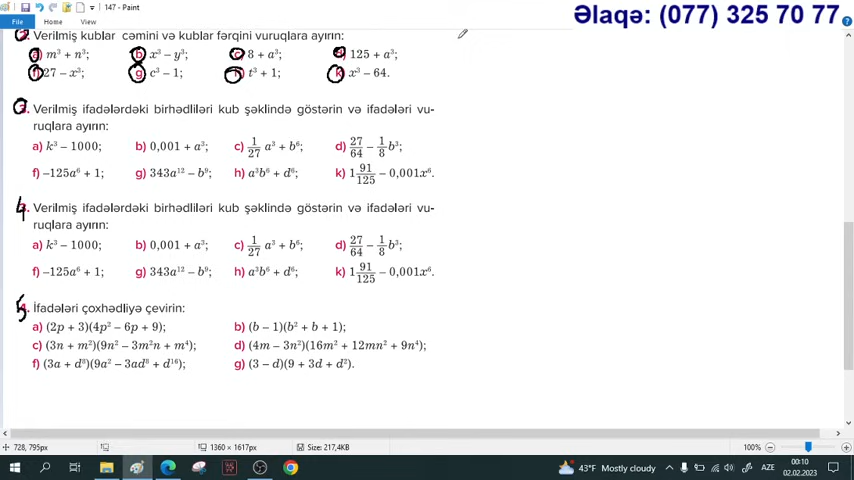 147 - Paint
Əlaqə: (077) 325 70 77
File Home View
2. Verilmiş kublar cəmini və kublar fərqini vuruqlara ayırın:
a) m³ + n³; b) x³ – y³; c) 8 + a³; d) 125 + a³;
f) 27 – x³; g) c³ – 1; h) t³ + 1; k) x³ – 64.
3. Verilmiş ifadələrdəki birhədliləri kub şəklində göstərin və ifadələri vu-
ruqlara ayırın:
a) k³ – 1000; b) 0,001 + a³; c) 1/27 a³ + b⁶; d) 27/64 – 1/8 b³;
f) –125a⁶ + 1; g) 343a¹² – b⁹; h) a³b⁶ + d⁶; k) 1 91/125 – 0,001x⁶.
4. Verilmiş ifadələrdəki birhədliləri kub şəklində göstərin və ifadələri vu-
ruqlara ayırın:
a) k³ – 1000; b) 0,001 + a³; c) 1/27 a³ + b⁶; d) 27/64 – 1/8 b³;
f) –125a⁶ + 1; g) 343a¹² – b⁹; h) a³b⁶ + d⁶; k) 1 91/125 – 0,001x⁶.
5. İfadələri çoxhədliyə çevirin:
a) (2p + 3)(4p² – 6p + 9); b) (b – 1)(b² + b + 1);
c) (3n + m²)(9n² – 3m²n + m⁴); d) (4m – 3n²)(16m² + 12mn² + 9n⁴);
f) (3a + d⁸)(9a² – 3ad⁸ + d¹⁶); g) (3 – d)(9 + 3d + d²).
728, 795px 1360 × 1617px Size: 217,4KB 100%
43°F Mostly cloudy AZE 00:10
02.02.2023